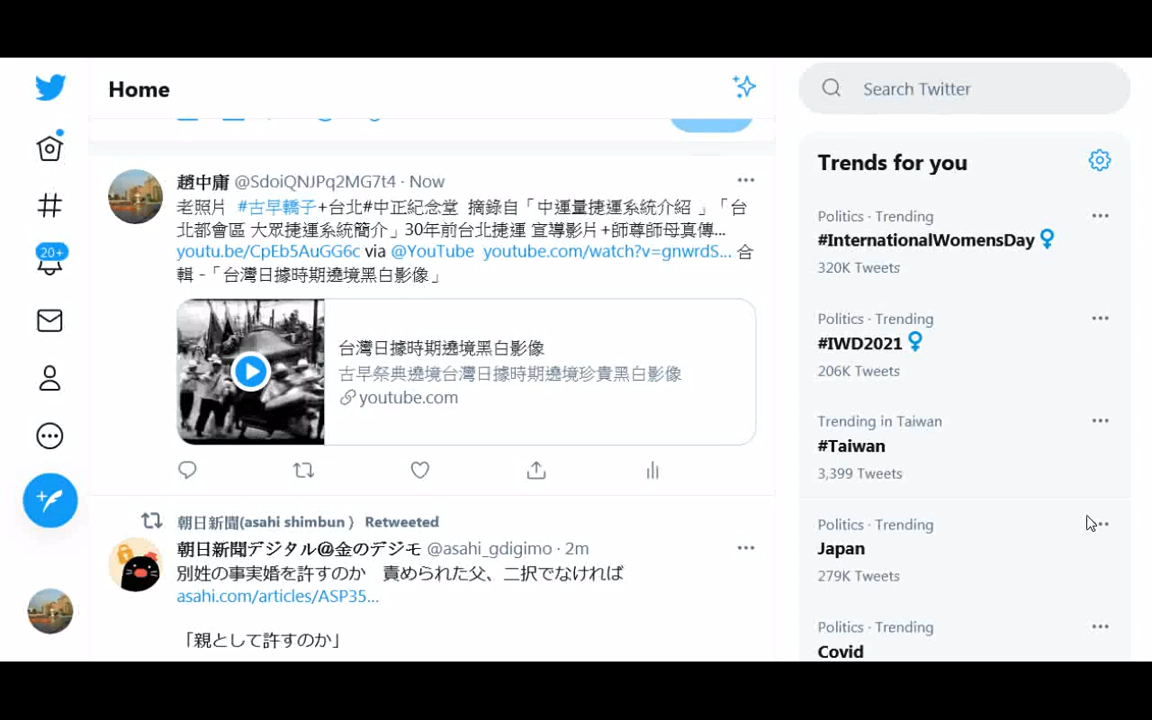 Home
Search Twitter
20+
趙中庸 @SdoiQNJPq2MG7t4 · Now
老照片 #古早轎子+台北#中正紀念堂 摘錄自「中運量捷運系統介紹 」「台
北都會區 大眾捷運系統簡介」30年前台北捷運 宣導影片+師尊師母真傳...
youtu.be/CpEb5AuGG6c via @YouTube youtube.com/watch?v=gnwrdS... 合
輯 -「台灣日據時期遶境黑白影像」
台灣日據時期遶境黑白影像
古早祭典遶境台灣日據時期遶境珍貴黑白影像
youtube.com
朝日新聞(asahi shimbun ) Retweeted
朝日新聞デジタル@金のデジモ @asahi_gdigimo · 2m
別姓の事実婚を許すのか 責められた父、二択でなければ
asahi.com/articles/ASP35...
「親として許すのか」
Trends for you
Politics · Trending
#InternationalWomensDay
320K Tweets
Politics · Trending
#IWD2021
206K Tweets
Trending in Taiwan
#Taiwan
3,399 Tweets
Politics · Trending
Japan
279K Tweets
Politics · Trending
Covid